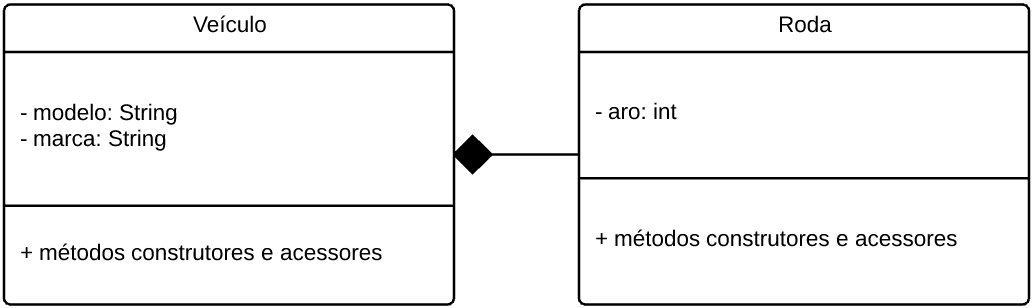 Veículo
- modelo: String
- marca: String
+ métodos construtores e acessores
Roda
- aro: int
+ métodos construtores e acessores